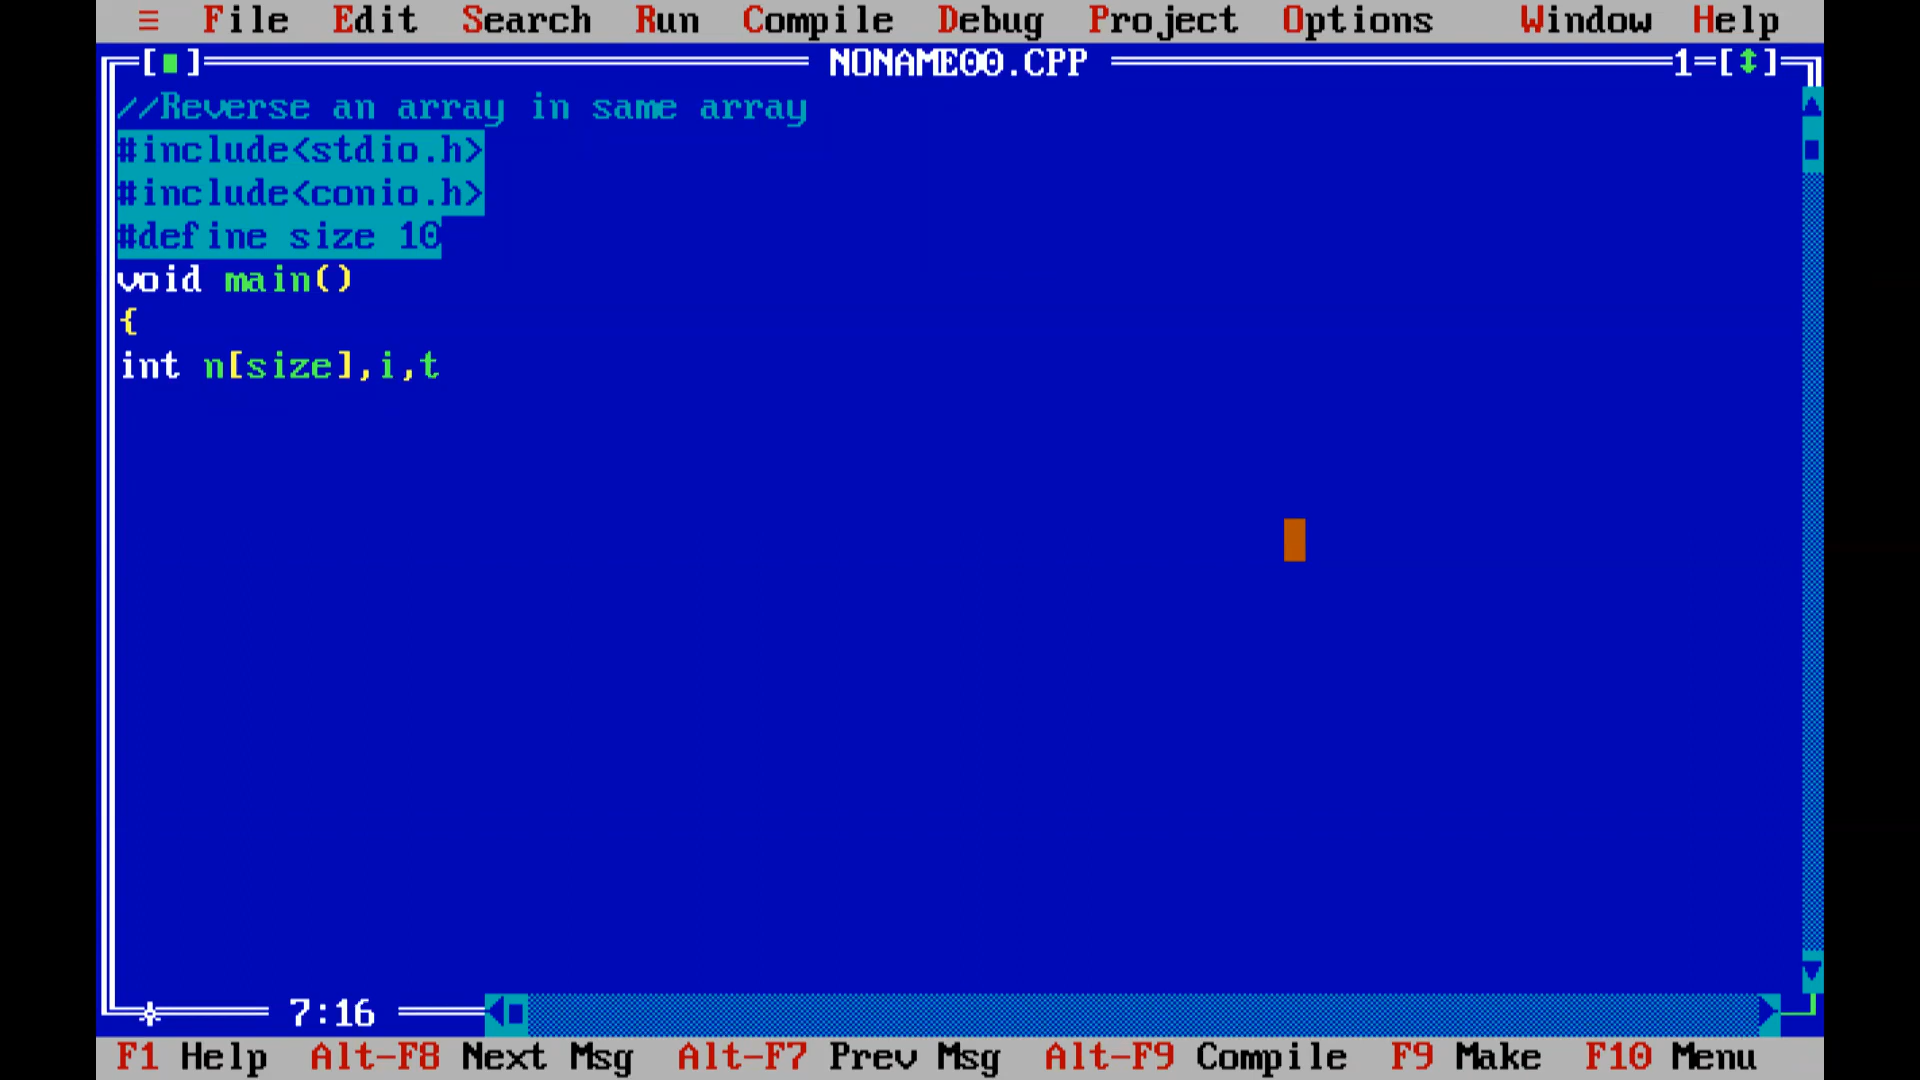 ≡ File Edit Search Run Compile Debug Project Options Window Help
[■] NONAME00.CPP 1=[↕]
//Reverse an array in same array
#include<stdio.h>
#include<conio.h>
#define size 10
void main()
{
int n[size],i,t
7:16
F1 Help Alt-F8 Next Msg Alt-F7 Prev Msg Alt-F9 Compile F9 Make F10 Menu